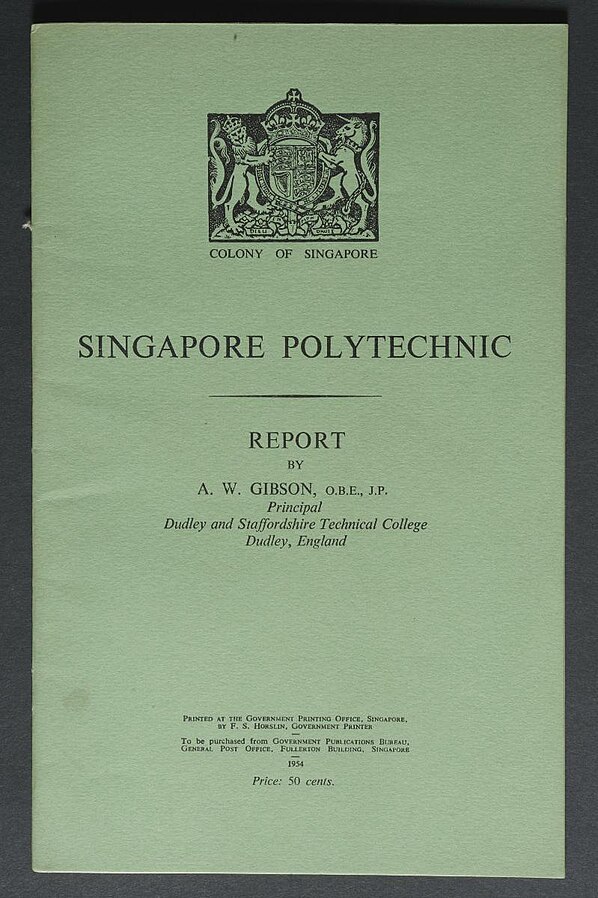 DIEU DROIT
COLONY OF SINGAPORE
SINGAPORE POLYTECHNIC
REPORT
BY
A. W. GIBSON, O.B.E., J.P.
Principal
Dudley and Staffordshire Technical College
Dudley, England
PRINTED AT THE GOVERNMENT PRINTING OFFICE, SINGAPORE,
BY F. S. HORSLIN, GOVERNMENT PRINTER
To be purchased from GOVERNMENT PUBLICATIONS BUREAU,
GENERAL POST OFFICE, FULLERTON BUILDING, SINGAPORE
1954
Price: 50 cents.